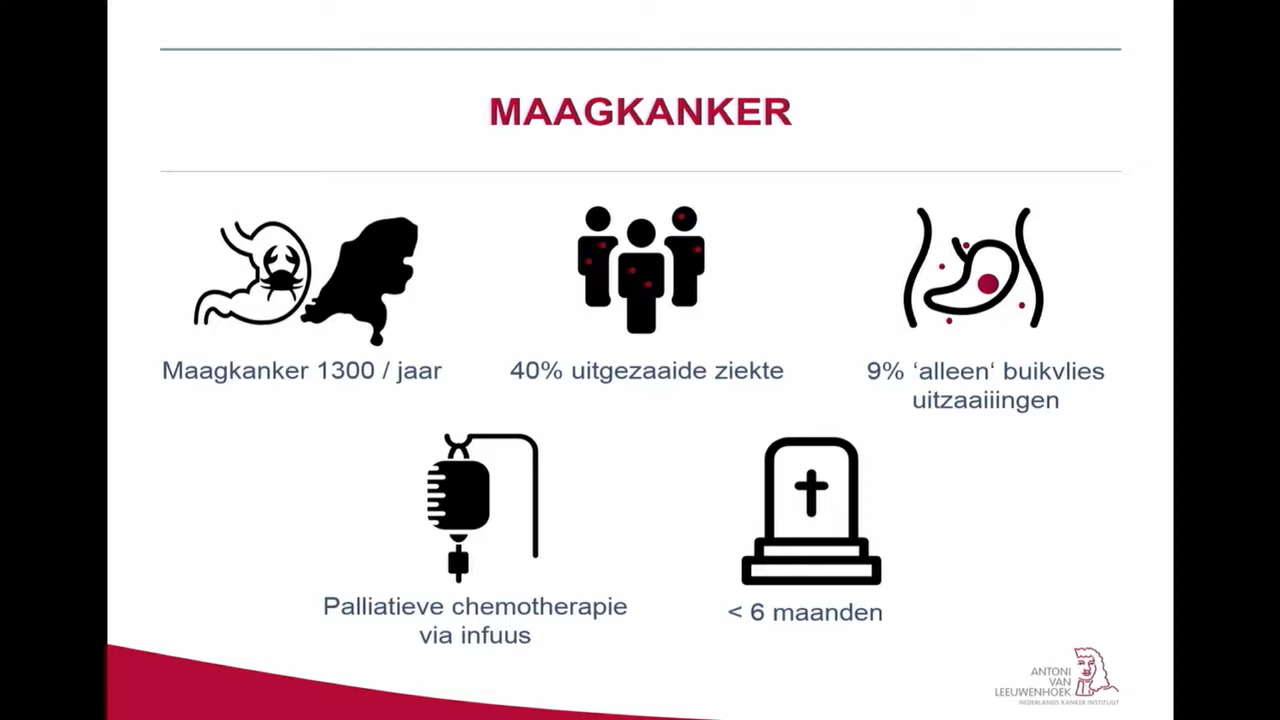 MAAGKANKER
Maagkanker 1300 / jaar
40% uitgezaaide ziekte
9% ‘alleen‘ buikvlies
uitzaaiiingen
Palliatieve chemotherapie
via infuus
< 6 maanden
ANTONI
VAN
LEEUWENHOEK
NEDERLANDS KANKER INSTITUUT